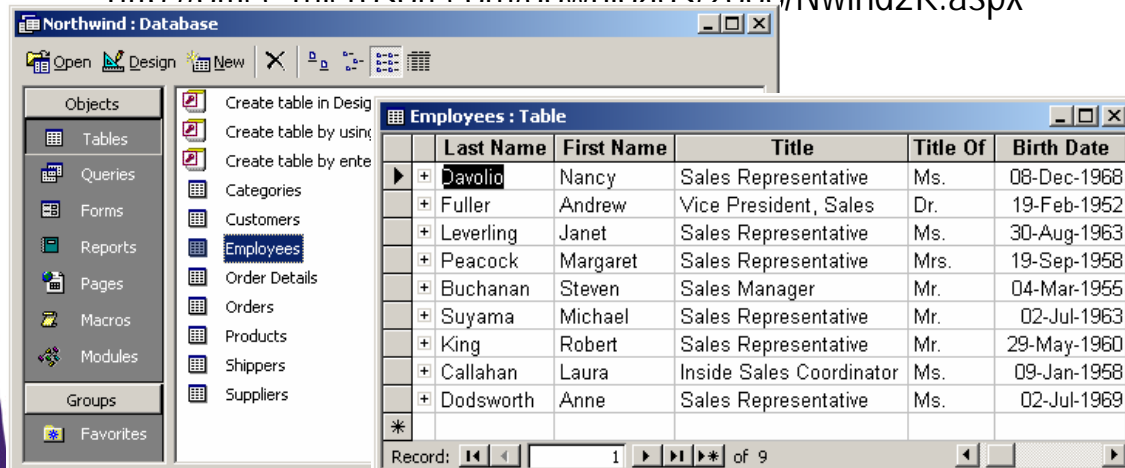 /Nwind2K.aspx
Northwind : Database
Open Design New
Objects
Tables
Queries
Forms
Reports
Pages
Macros
Modules
Groups
Favorites
Create table in Desig
Create table by using
Create table by ente
Categories
Customers
Employees
Order Details
Orders
Products
Shippers
Suppliers
Employees : Table
Last Name First Name Title Title Of Birth Date
+ Davolio Nancy Sales Representative Ms. 08-Dec-1968
+ Fuller Andrew Vice President, Sales Dr. 19-Feb-1952
+ Leverling Janet Sales Representative Ms. 30-Aug-1963
+ Peacock Margaret Sales Representative Mrs. 19-Sep-1958
+ Buchanan Steven Sales Manager Mr. 04-Mar-1955
+ Suyama Michael Sales Representative Mr. 02-Jul-1963
+ King Robert Sales Representative Mr. 29-May-1960
+ Callahan Laura Inside Sales Coordinator Ms. 09-Jan-1958
+ Dodsworth Anne Sales Representative Ms. 02-Jul-1969
Record: 1 of 9